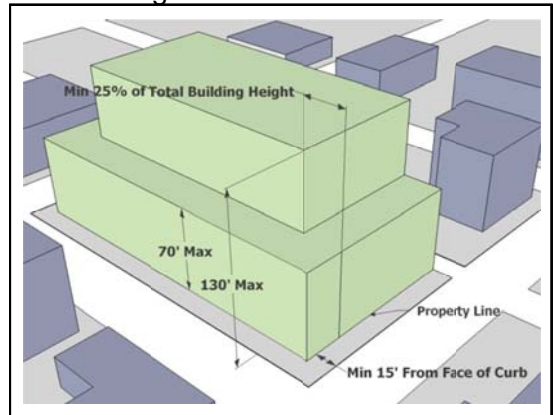 Min 25% of Total Building Height
70' Max
130' Max
Property Line
Min 15' From Face of Curb